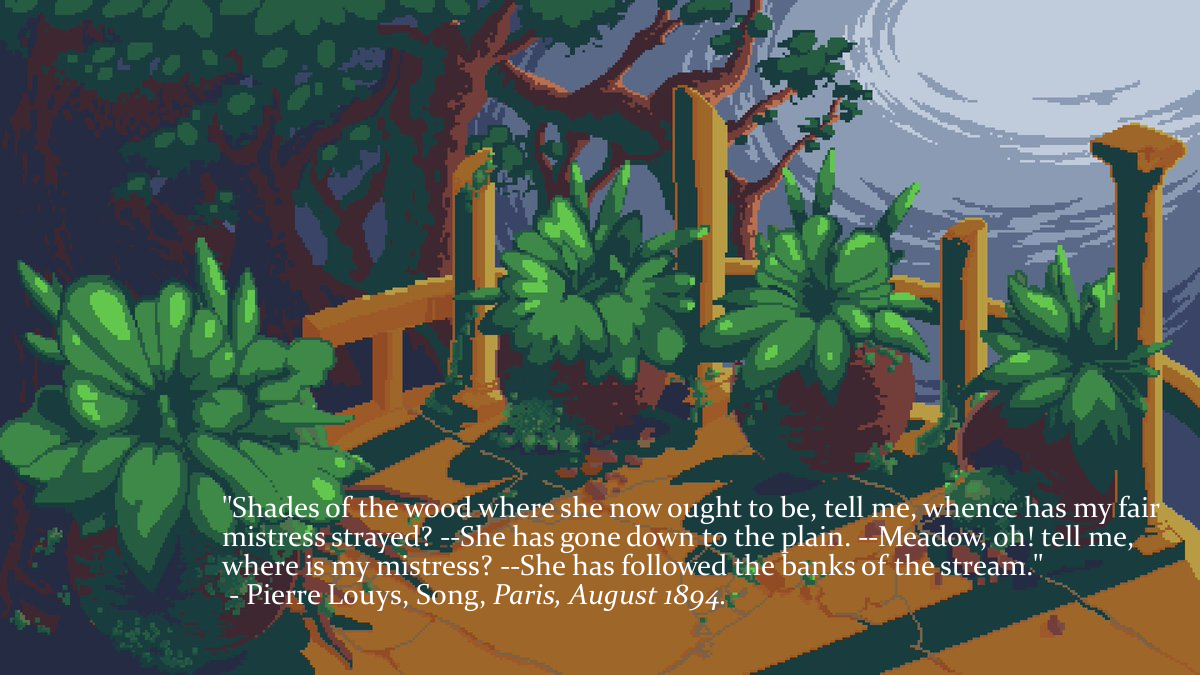 "Shades of the wood where she now ought to be, tell me, whence has my fair
mistress strayed? --She has gone down to the plain. --Meadow, oh! tell me,
where is my mistress? --She has followed the banks of the stream."
- Pierre Louys, Song, Paris, August 1894.